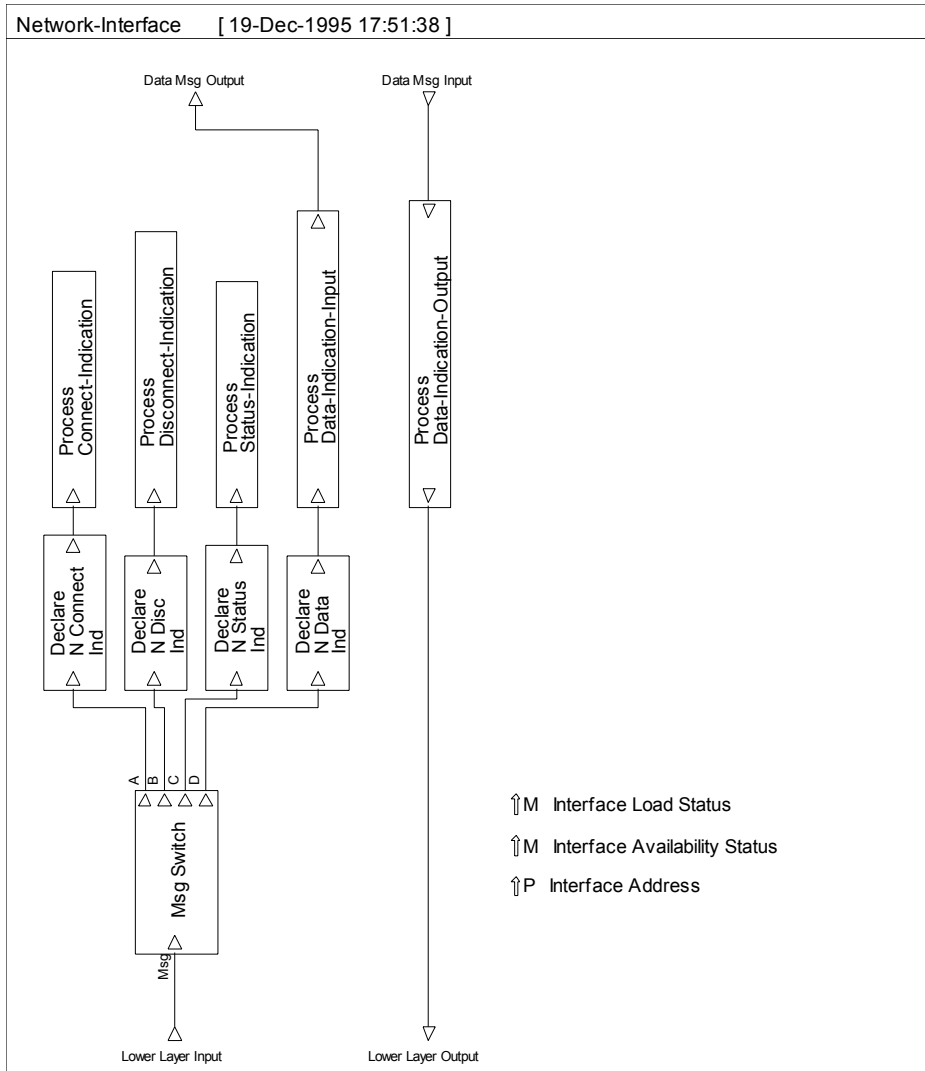 Network-Interface [ 19-Dec-1995 17:51:38 ]
Data Msg Output
Data Msg Input
Process
Connect-Indication
Process
Disconnect-Indication
Process
Status-Indication
Process
Data-Indication-Input
Process
Data-Indication-Output
Declare
N Connect
Ind
Declare
N Disc
Ind
Declare
N Status
Ind
Declare
N Data
Ind
A
B
C
D
Msg Switch
Msg
⇧M Interface Load Status
⇧M Interface Availability Status
⇧P Interface Address
Lower Layer Input
Lower Layer Output